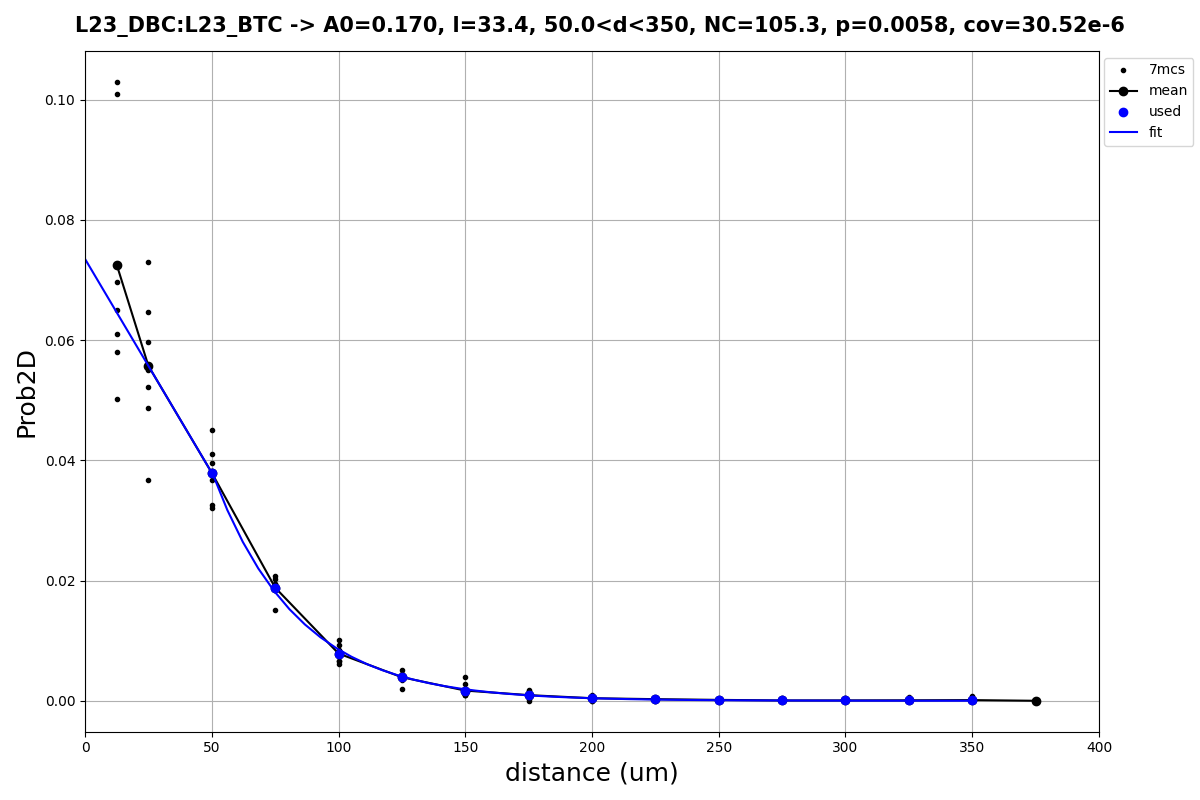 L23_DBC:L23_BTC -> A0=0.170, l=33.4, 50.0<d<350, NC=105.3, p=0.0058, cov=30.52e-6
7mcs
mean
used
fit
0.10
0.08
0.06
0.04
0.02
0.00
Prob2D
0 50 100 150 200 250 300 350 400
distance (um)